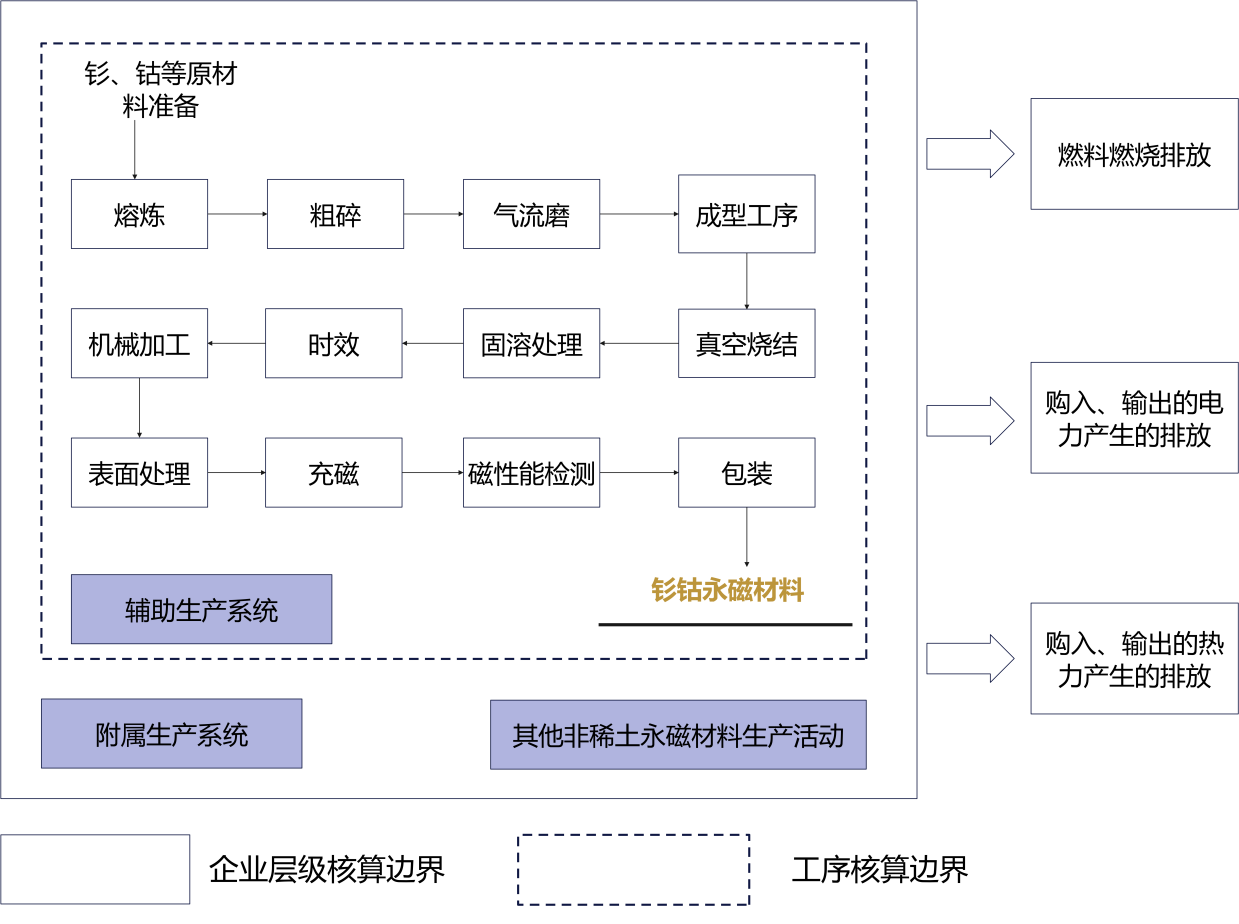 钐、钴等原材
料准备
熔炼
粗碎
气流磨
成型工序
机械加工
时效
固溶处理
真空烧结
表面处理
充磁
磁性能检测
包装
钐钴永磁材料
辅助生产系统
附属生产系统
其他非稀土永磁材料生产活动
燃料燃烧排放
购入、输出的电
力产生的排放
购入、输出的热
力产生的排放
企业层级核算边界
工序核算边界